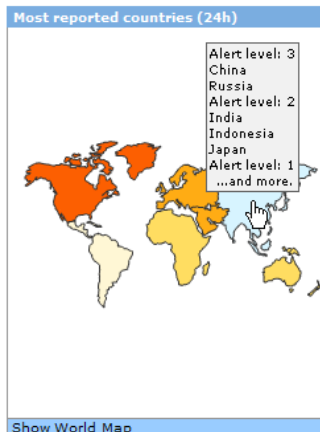 Most reported countries (24h)
Alert level: 3
China
Russia
Alert level: 2
India
Indonesia
Japan
Alert level: 1
...and more.
Show World Map